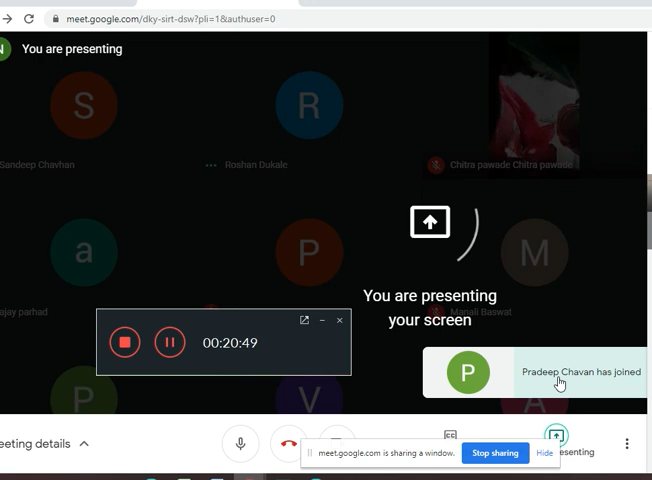 meet.google.com/dky-sirt-dsw?pli=1&authuser=0
N
You are presenting
S
R
Sandeep Chavhan
Roshan Dukale
Chitra pawade Chitra pawade
a
P
M
You are presenting
your screen
ajay parhad
Manali Baswat
00:20:49
P
Pradeep Chavan has joined
P
V
A
eeting details
meet.google.com is sharing a window.
Stop sharing
Hide
esenting